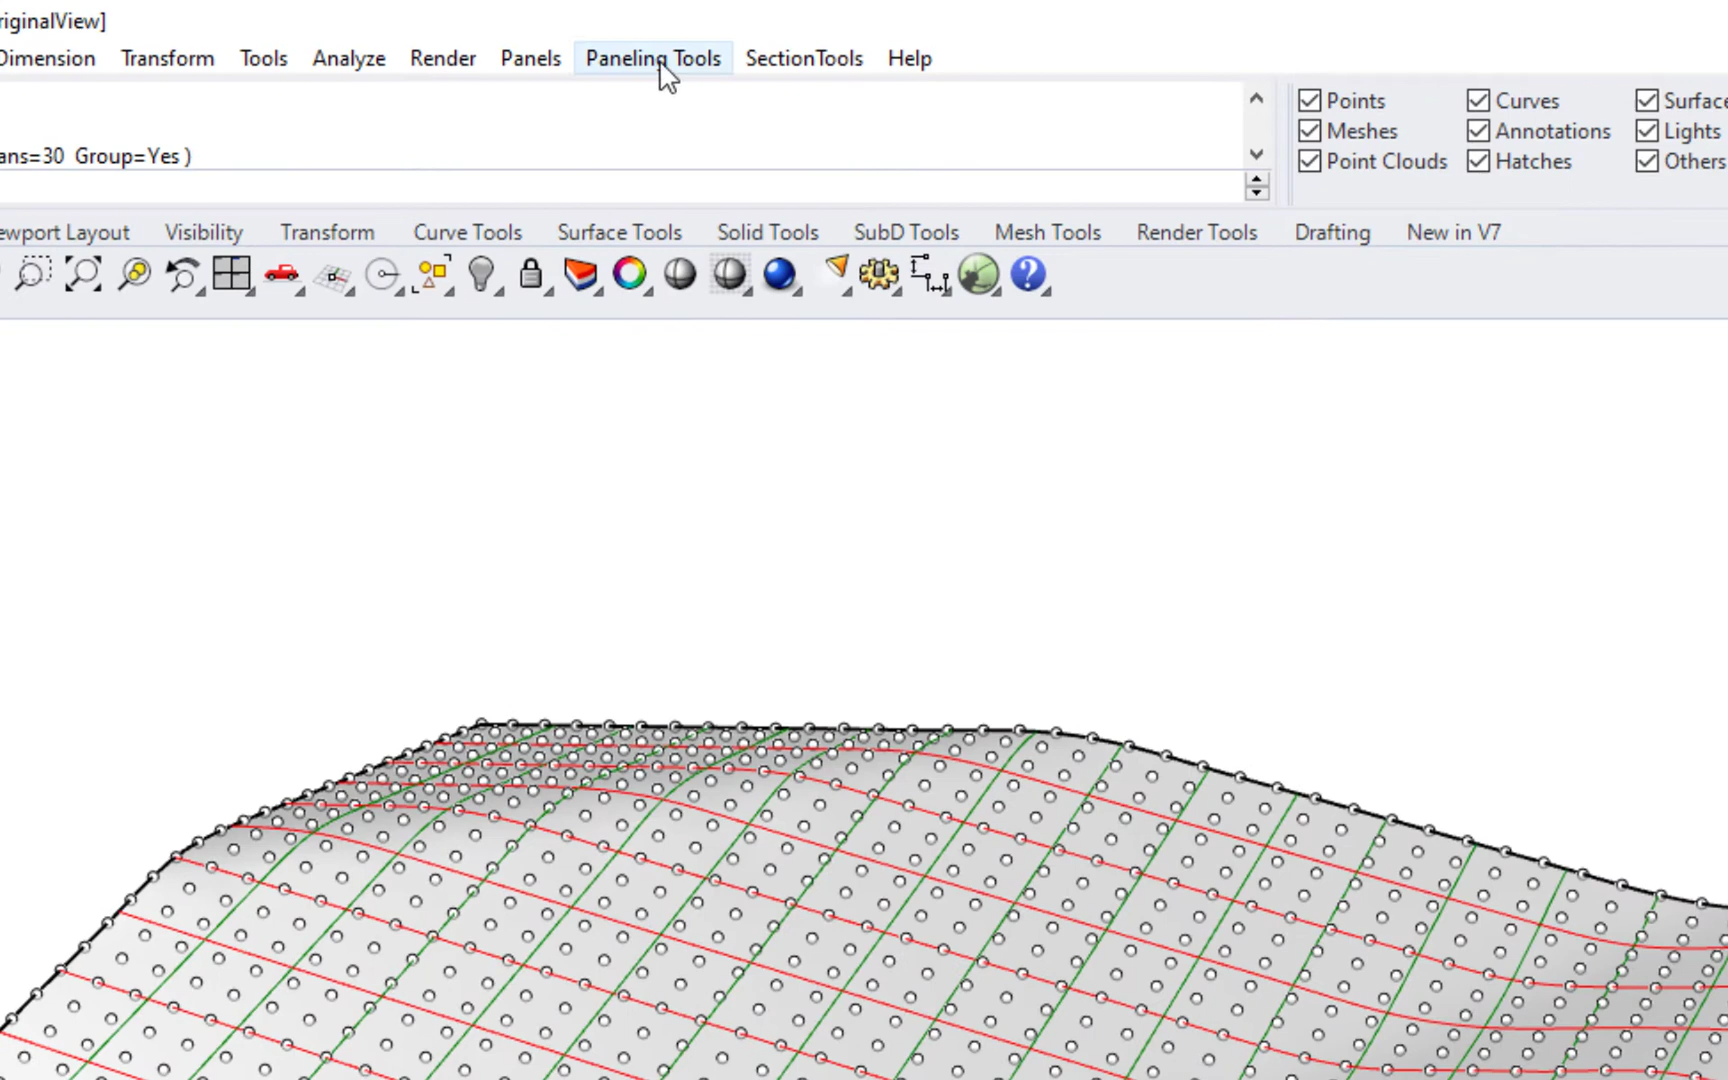 riginalView]
Dimension Transform Tools Analyze Render Panels Paneling Tools SectionTools Help
Points Curves Surface
Meshes Annotations Lights
ans=30 Group=Yes )
Point Clouds Hatches Others
ewport Layout Visibility Transform Curve Tools Surface Tools Solid Tools SubD Tools Mesh Tools Render Tools Drafting New in V7